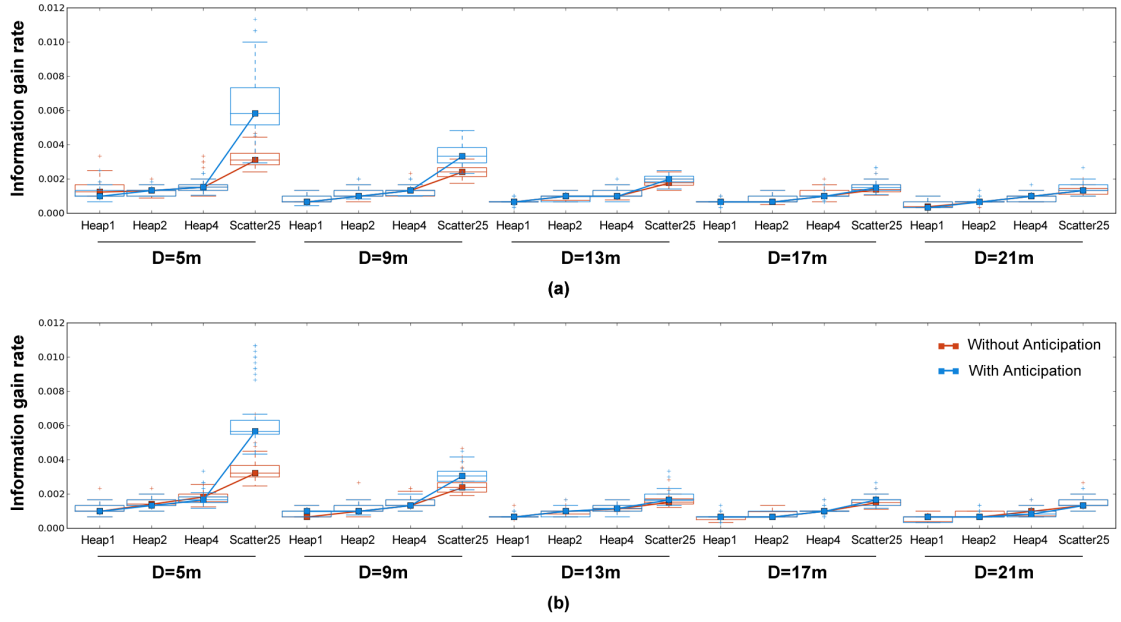 Information gain rate
0.012
0.010
0.008
0.006
0.004
0.002
0.000
Heap1 Heap2 Heap4 Scatter25 Heap1 Heap2 Heap4 Scatter25 Heap1 Heap2 Heap4 Scatter25 Heap1 Heap2 Heap4 Scatter25 Heap1 Heap2 Heap4 Scatter25
D=5m D=9m D=13m D=17m D=21m
(a)
Information gain rate
0.012
0.010
0.008
0.006
0.004
0.002
0.000
Without Anticipation
With Anticipation
Heap1 Heap2 Heap4 Scatter25 Heap1 Heap2 Heap4 Scatter25 Heap1 Heap2 Heap4 Scatter25 Heap1 Heap2 Heap4 Scatter25 Heap1 Heap2 Heap4 Scatter25
D=5m D=9m D=13m D=17m D=21m
(b)